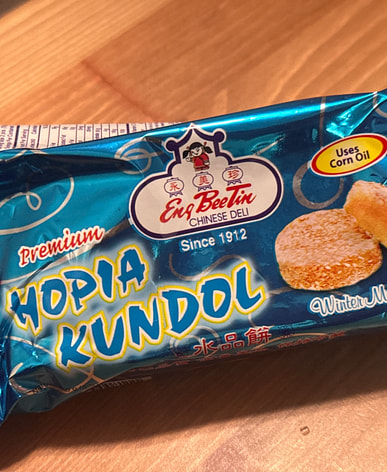 永美珍
Eng Bee Tin
CHINESE DELI
Since 1912
Uses
Corn Oil
Premium
HOPIA
KUNDOL
水晶餅
Winter M